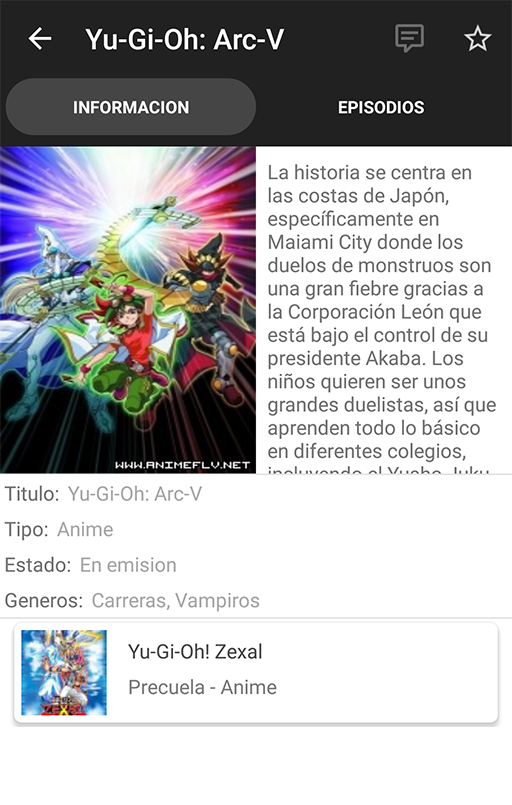 Yu-Gi-Oh: Arc-V
INFORMACION
EPISODIOS
La historia se centra en
las costas de Japón,
específicamente en
Maiami City donde los
duelos de monstruos son
una gran fiebre gracias a
la Corporación León que
está bajo el control de su
presidente Akaba. Los
niños quieren ser unos
grandes duelistas, así que
aprenden todo lo básico
en diferentes colegios,
incluyendo el Yusho Juku
WWW.ANIMEFLV.NET
Titulo: Yu-Gi-Oh: Arc-V
Tipo: Anime
Estado: En emision
Generos: Carreras, Vampiros
ZEXAL
Yu-Gi-Oh! Zexal
Precuela - Anime